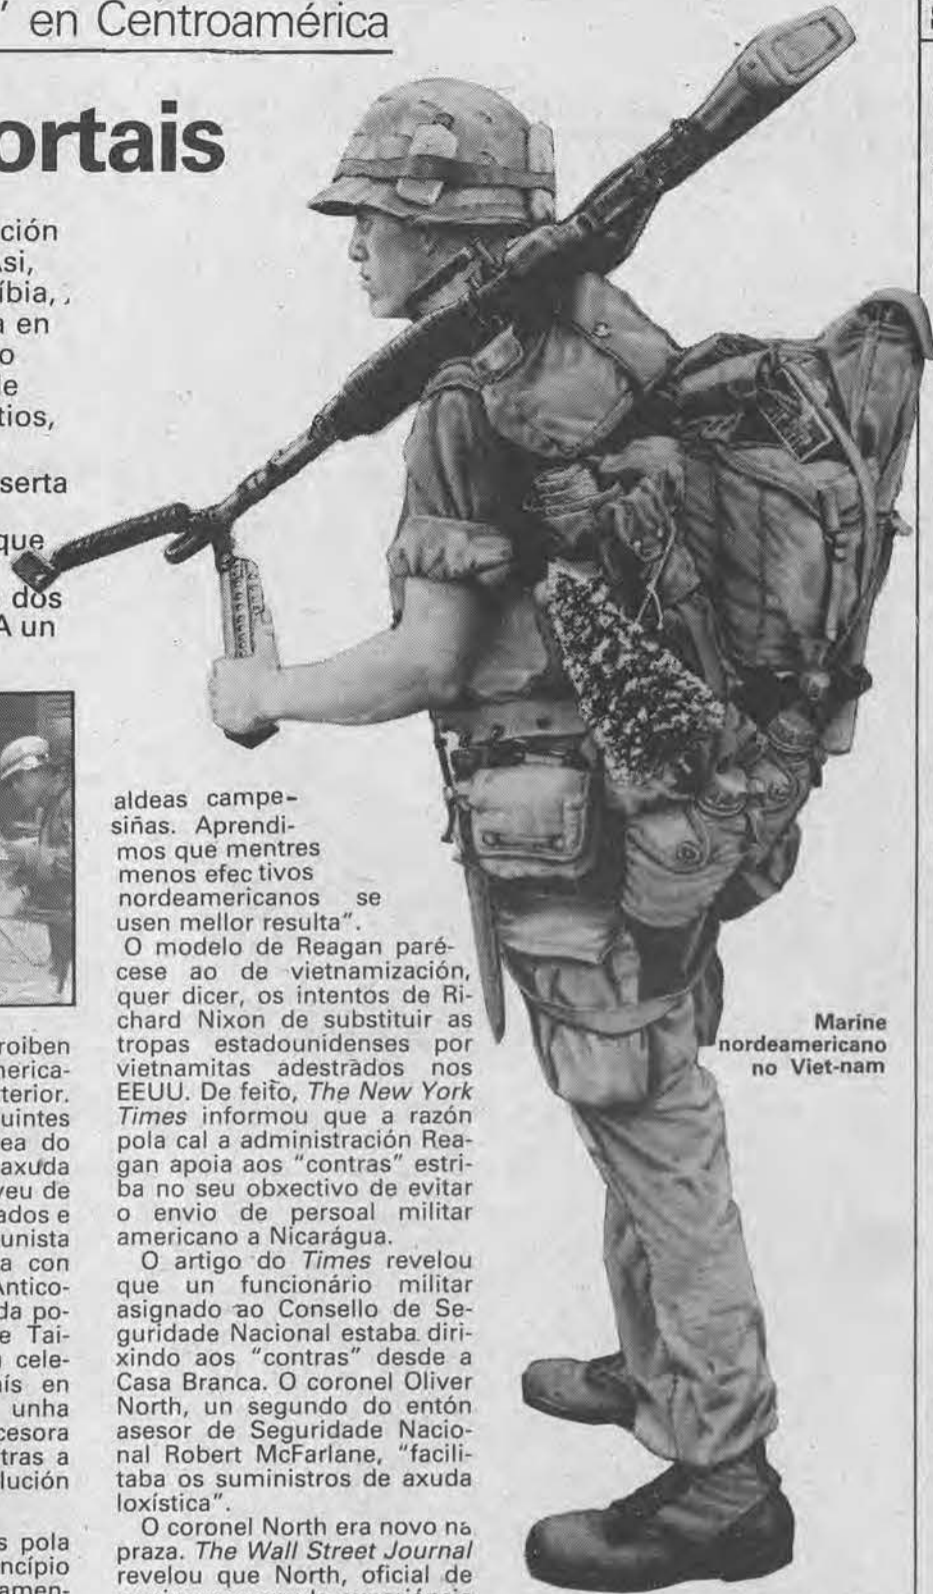 en Centroamérica
ortais
ción
si,
íbia,
a en
o
le
tios,
serta
que
dos
A un
roiben
merica-
terior.
uintes
ea do
axuda
veu de
ados e
unista
a con
Antico-
da po-
e Tai-
cele-
ís en
unha
cesora
tras a
lución
s pola
ncípio
amen-
aldeas campe-
siñas. Aprendi-
mos que mentres
menos efec tivos
nordeamericanos se
usen mellor resulta”.
O modelo de Reagan paré-
cese ao de vietnamización,
quer dicer, os intentos de Ri-
chard Nixon de substituir as
tropas estadounidenses por
vietnamitas adestrados nos
EEUU. De feito, The New York
Times informou que a razón
pola cal a administración Rea-
gan apoia aos “contras” estri-
ba no seu obxectivo de evitar
o envio de persoal militar
americano a Nicarágua.
O artigo do Times revelou
que un funcionário militar
asignado ao Consello de Se-
guridade Nacional estaba diri-
xindo aos “contras” desde a
Casa Branca. O coronel Oliver
North, un segundo do entón
asesor de Seguridade Nacio-
nal Robert McFarlane, “facili-
taba os suministros de axuda
loxística”.
O coronel North era novo na
praza. The Wall Street Journal
revelou que North, oficial de
Marine
nordeamericano
no Viet-nam